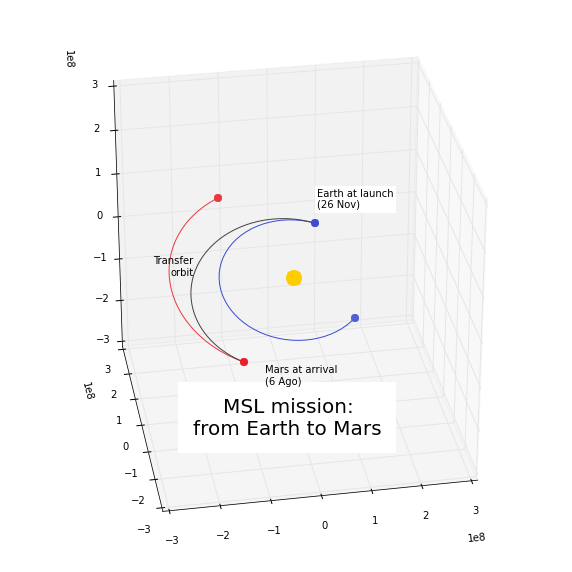 1e8
3
2
1
0
−1
−2
−3
Earth at launch
(26 Nov)
Transfer
orbit
Mars at arrival
(6 Ago)
MSL mission:
from Earth to Mars
1e8
3
2
1
0
−1
−2
−3
−3
−2
−1
0
1
2
3
1e8